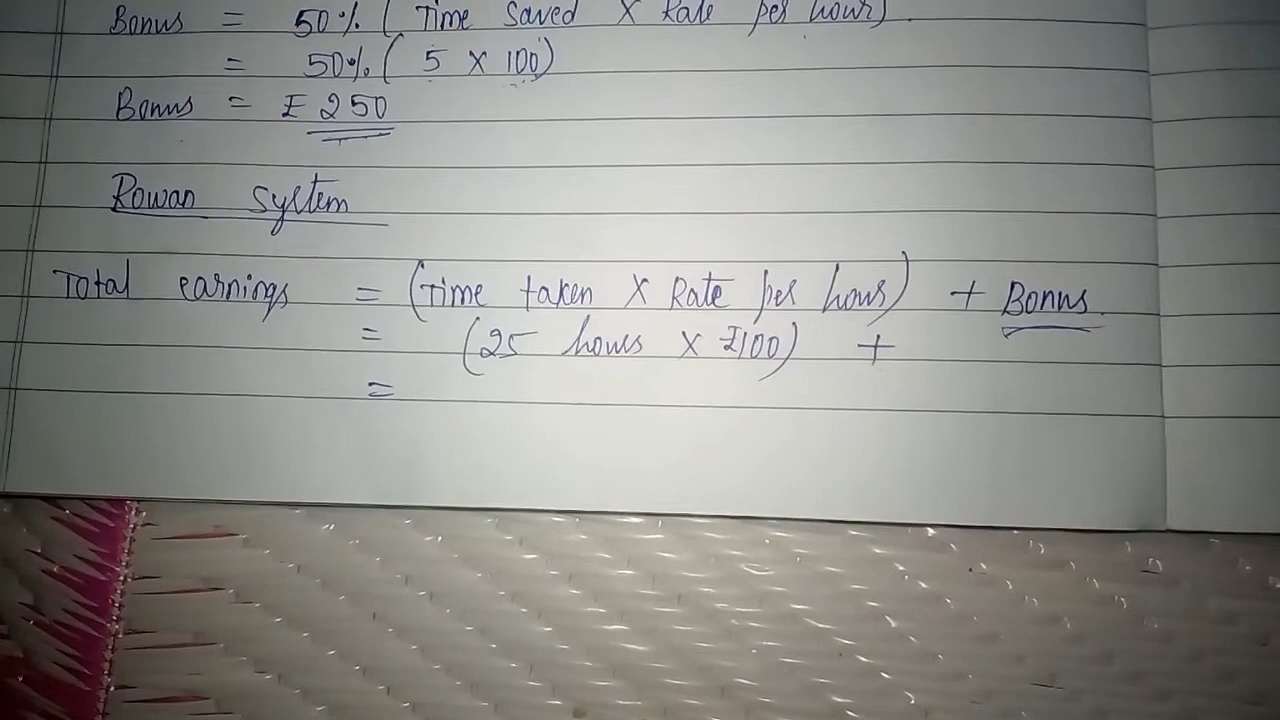 Bonus = 50% ( Time Saved X Rate per hour)
= 50% ( 5 X 100)
Bonus = ₹ 250
Rowan system
Total earnings = (Time taken X Rate per hour) + Bonus
= (25 hours X ₹100) +
=